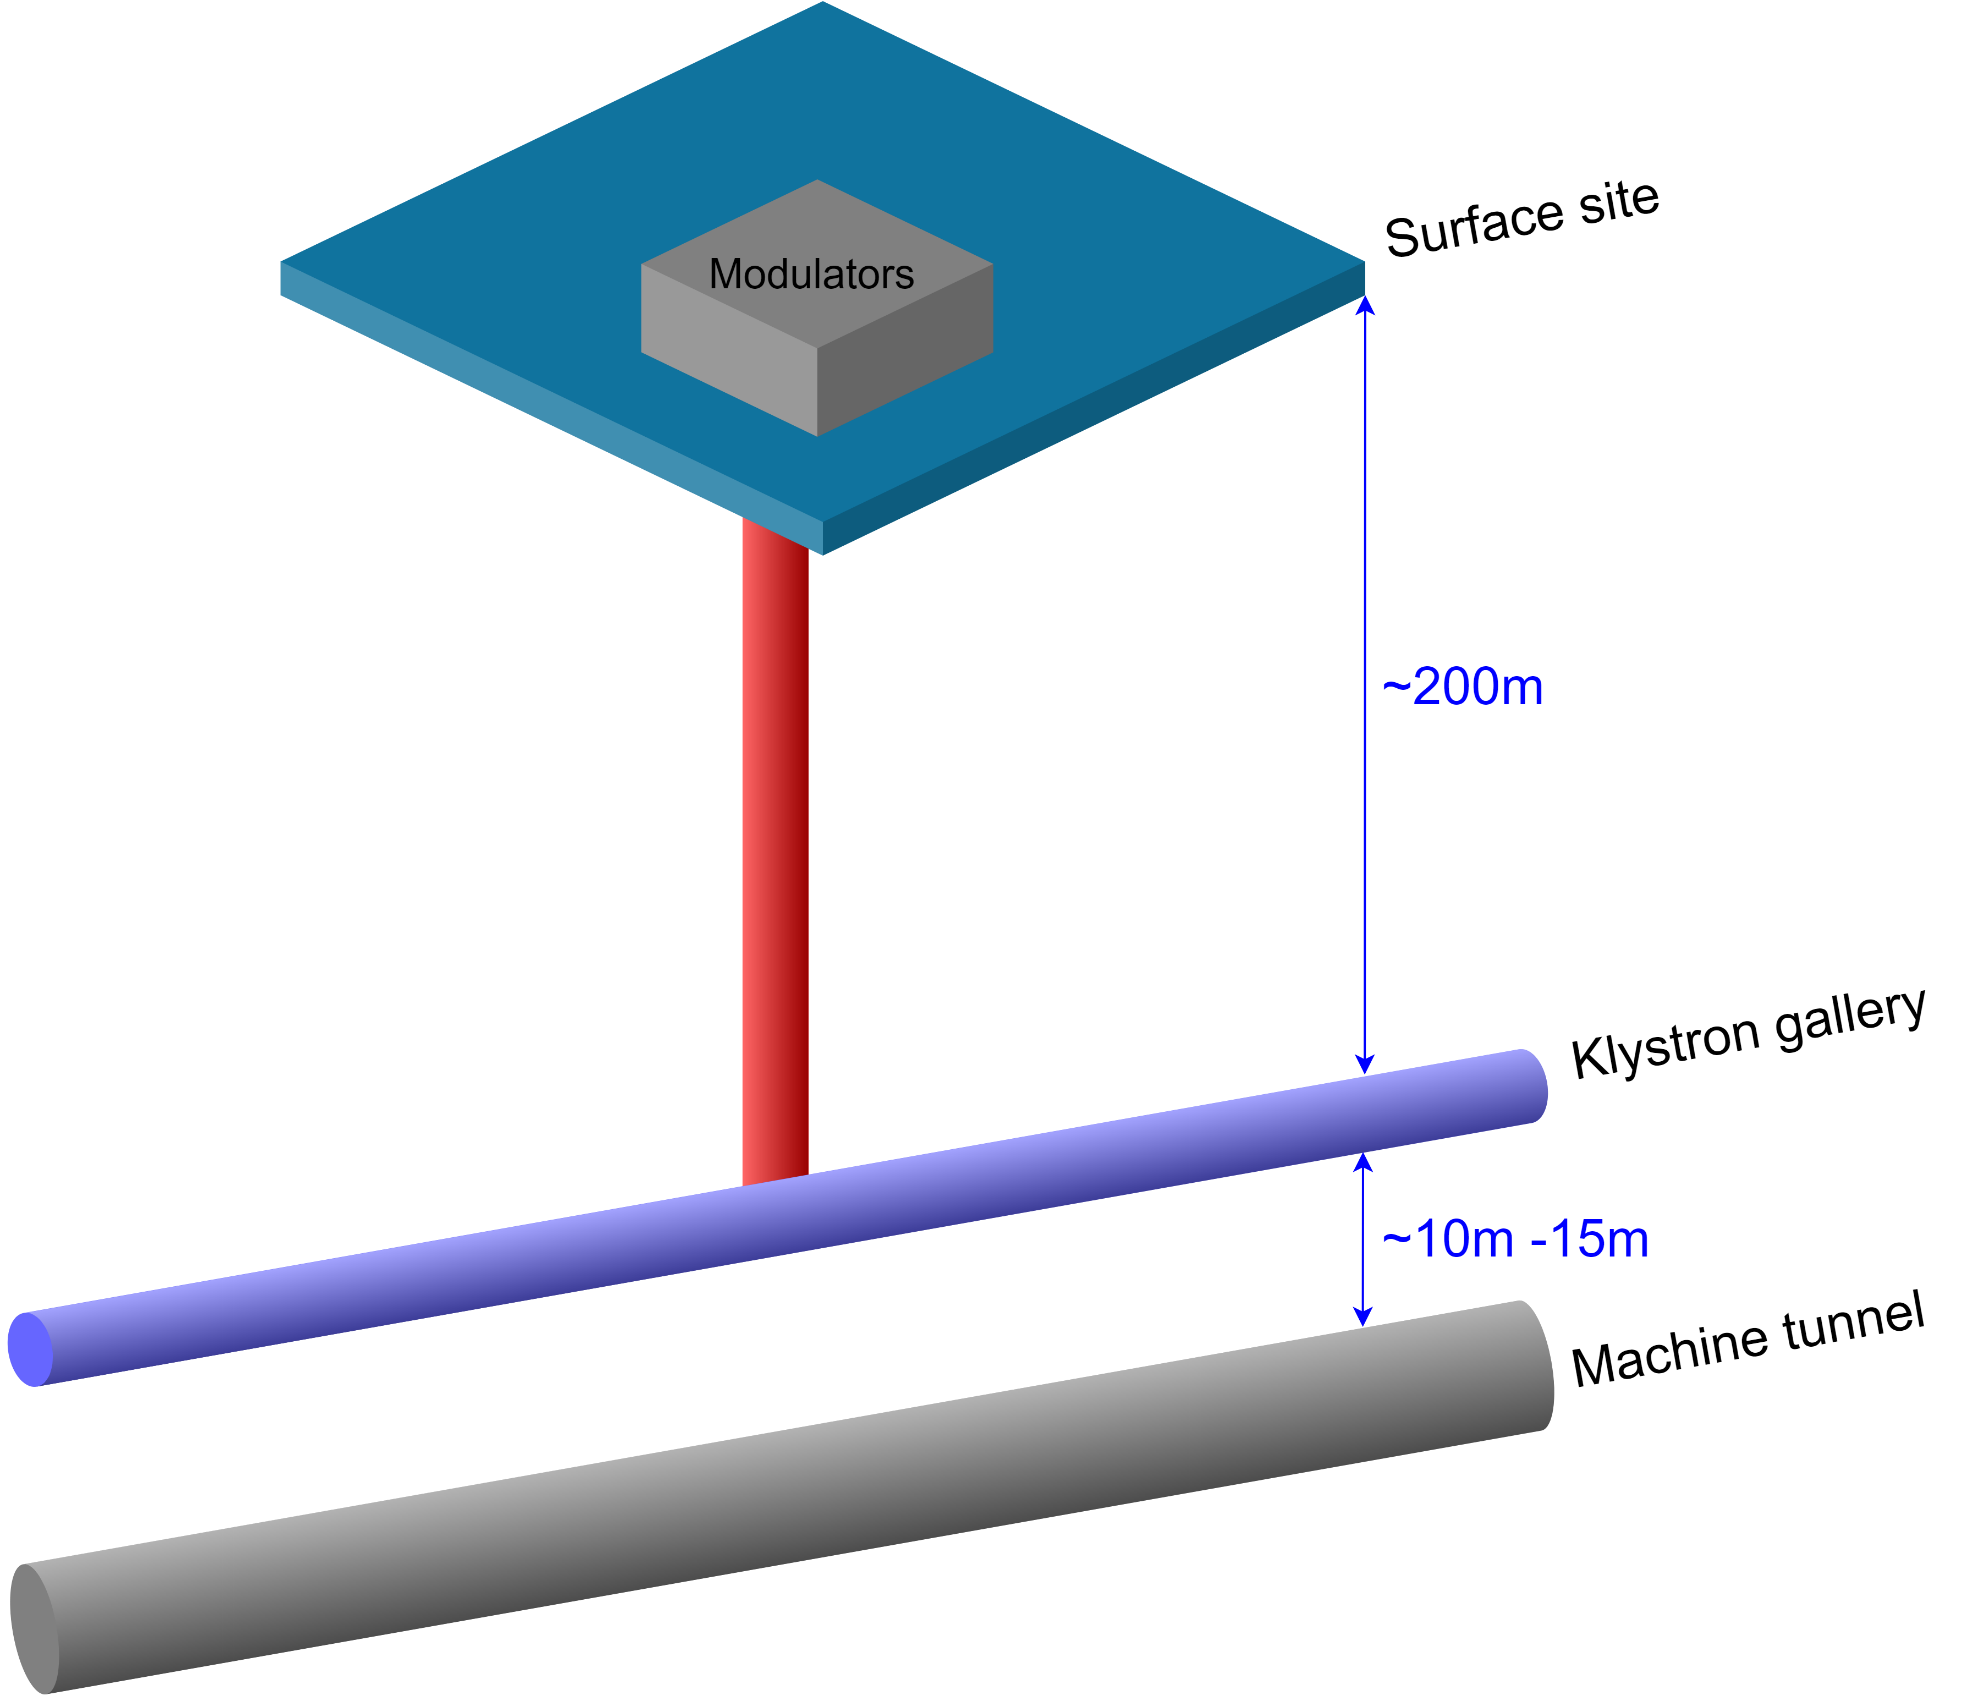 Surface site
Modulators
~200m
Klystron gallery
~10m -15m
Machine tunnel